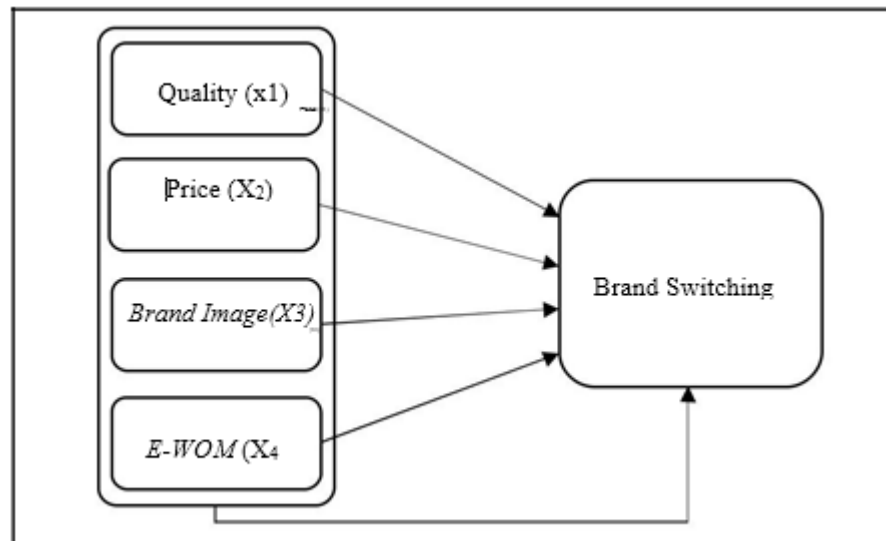 Quality (x1)
Price (X₂)
Brand Image(X3)
E-WOM (X₄
Brand Switching